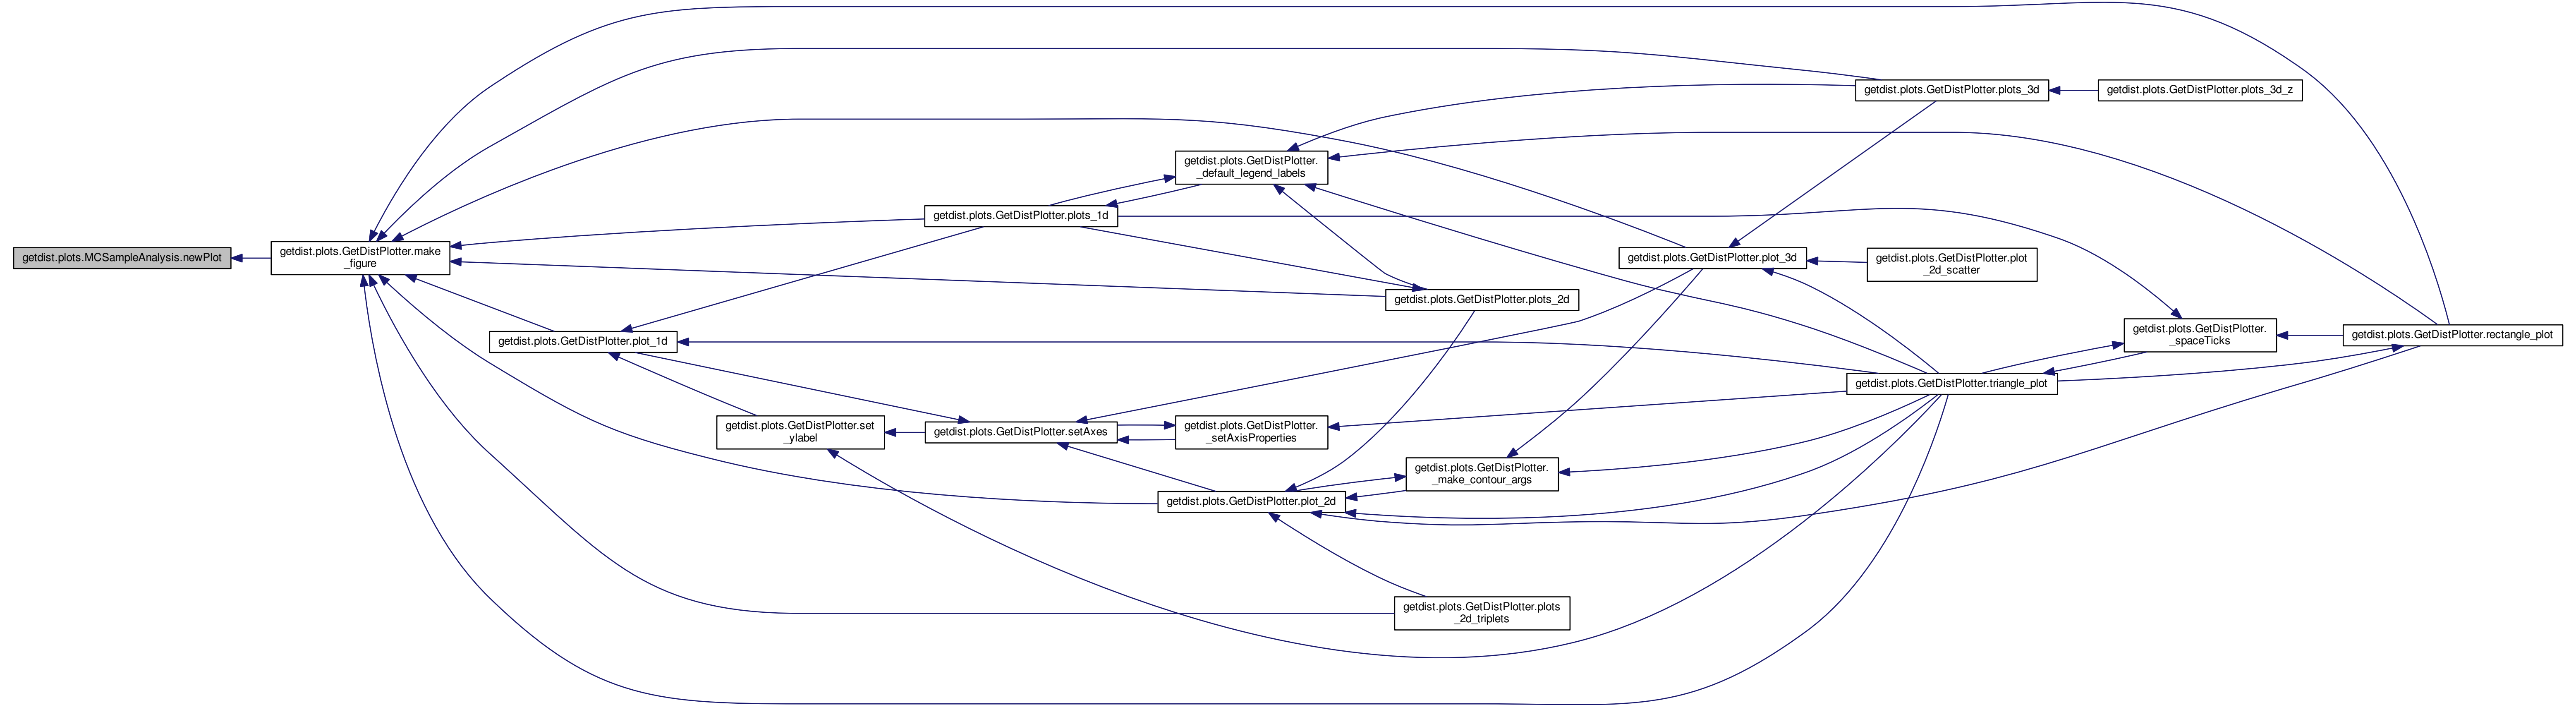 getdist.plots.MCSampleAnalysis.newPlot
getdist.plots.GetDistPlotter.make
_figure
getdist.plots.GetDistPlotter.plot_1d
getdist.plots.GetDistPlotter.set
_ylabel
getdist.plots.GetDistPlotter.plots_1d
getdist.plots.GetDistPlotter.setAxes
getdist.plots.GetDistPlotter.
_default_legend_labels
getdist.plots.GetDistPlotter.
_setAxisProperties
getdist.plots.GetDistPlotter.plot_2d
getdist.plots.GetDistPlotter.plots_2d
getdist.plots.GetDistPlotter.
_make_contour_args
getdist.plots.GetDistPlotter.plots
_2d_triplets
getdist.plots.GetDistPlotter.plot_3d
getdist.plots.GetDistPlotter.plots_3d
getdist.plots.GetDistPlotter.plot
_2d_scatter
getdist.plots.GetDistPlotter.triangle_plot
getdist.plots.GetDistPlotter.plots_3d_z
getdist.plots.GetDistPlotter.
_spaceTicks
getdist.plots.GetDistPlotter.rectangle_plot